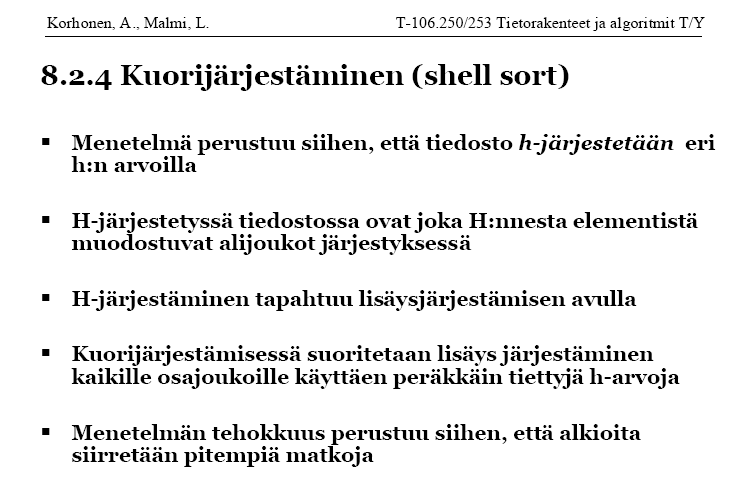 Korhonen, A., Malmi, L. T-106.250/253 Tietorakenteet ja algoritmit T/Y
8.2.4 Kuorijärjestäminen (shell sort)
▪ Menetelmä perustuu siihen, että tiedosto h-järjestetään eri
h:n arvoilla
▪ H-järjestetyssä tiedostossa ovat joka H:nnesta elementistä
muodostuvat alijoukot järjestyksessä
▪ H-järjestäminen tapahtuu lisäysjärjestämisen avulla
▪ Kuorijärjestämisessä suoritetaan lisäys järjestäminen
kaikille osajoukoille käyttäen peräkkäin tiettyjä h-arvoja
▪ Menetelmän tehokkuus perustuu siihen, että alkioita
siirretään pitempiä matkoja